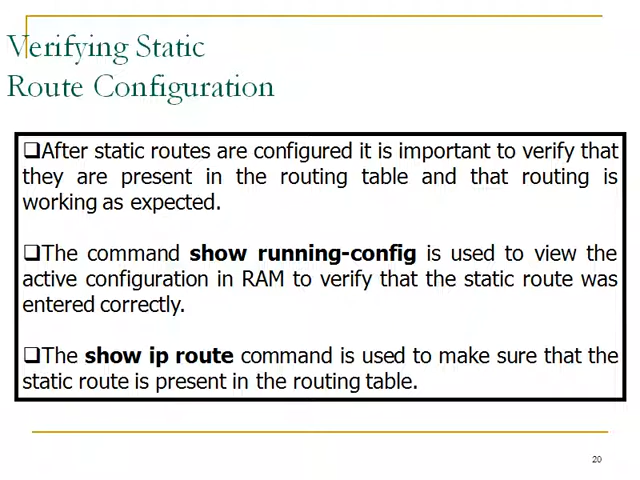 Verifying Static
Route Configuration
❑After static routes are configured it is important to verify that
they are present in the routing table and that routing is
working as expected.
❑The command show running-config is used to view the
active configuration in RAM to verify that the static route was
entered correctly.
❑The show ip route command is used to make sure that the
static route is present in the routing table.
20